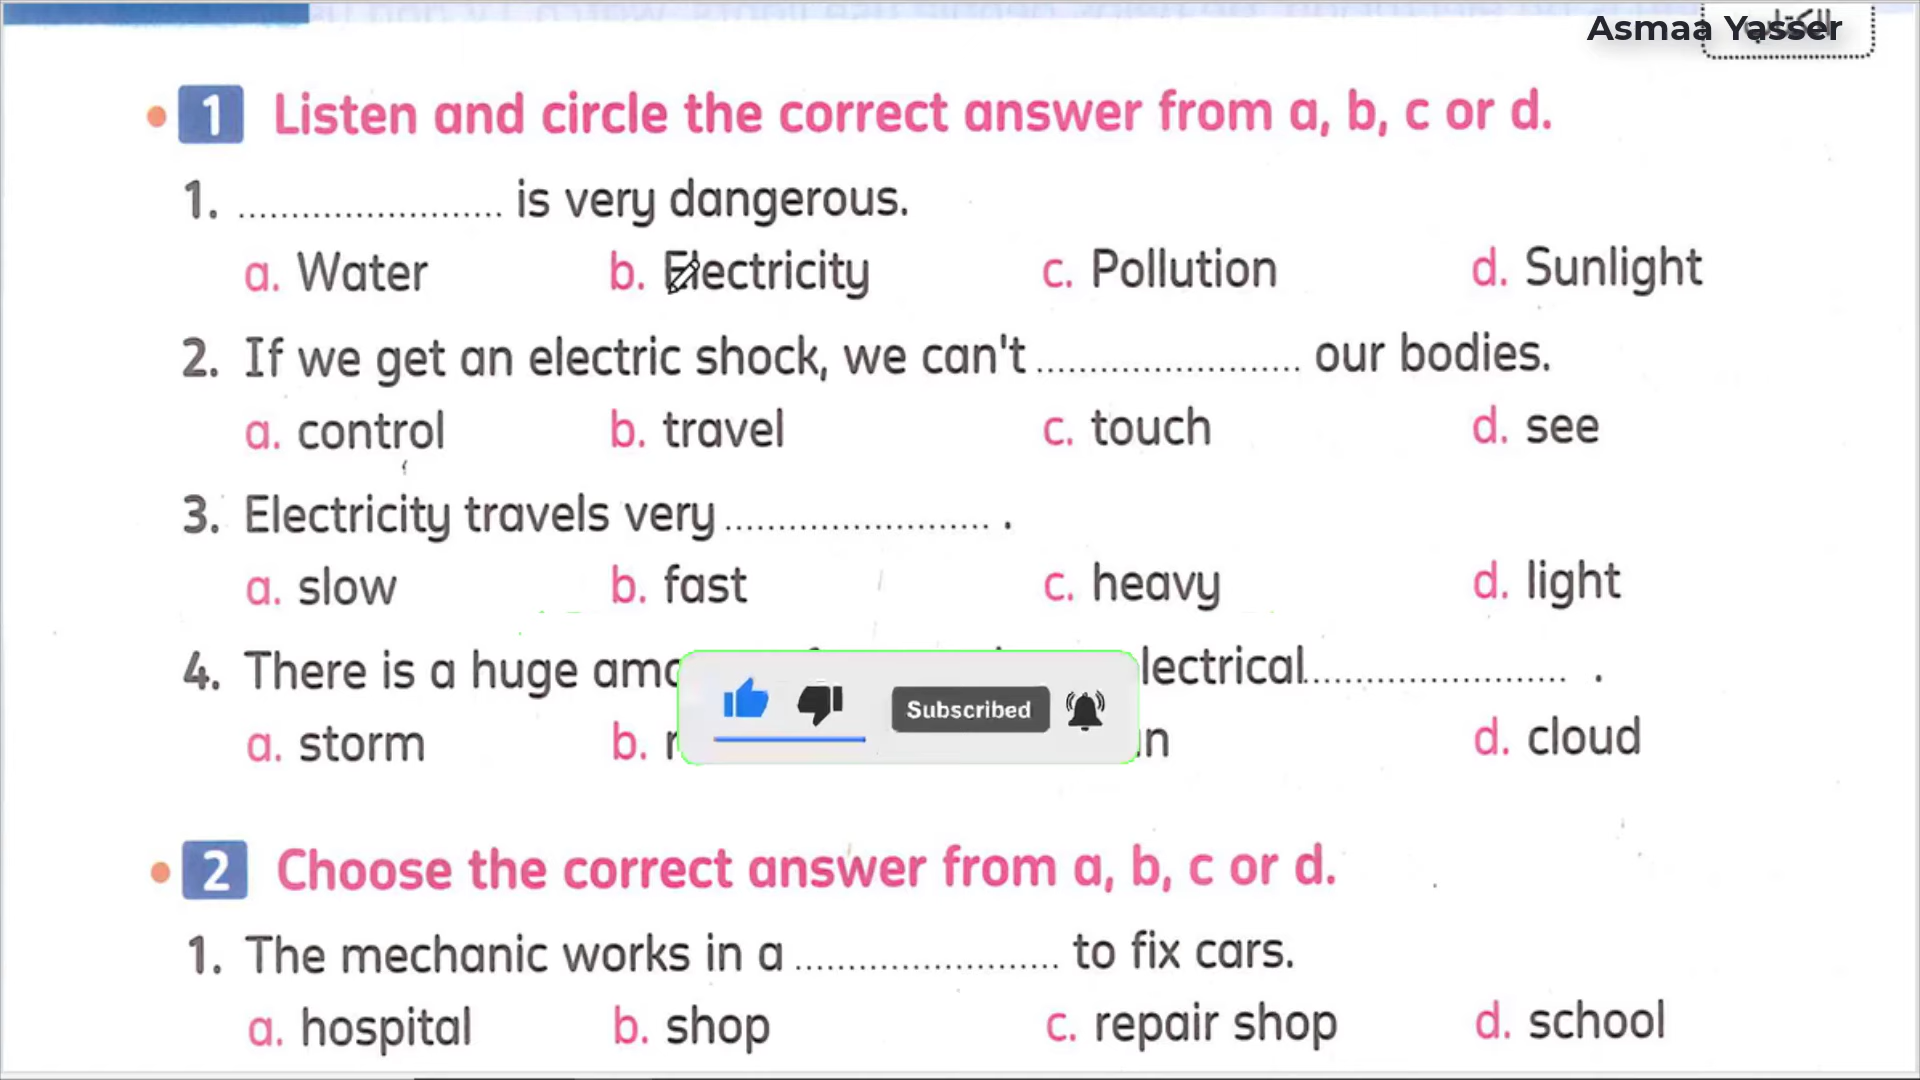 Asmaa Yasser
1 Listen and circle the correct answer from a, b, c or d.
1. ........................ is very dangerous.
a. Water b. Electricity c. Pollution d. Sunlight
2. If we get an electric shock, we can't ........................ our bodies.
a. control b. travel c. touch d. see
3. Electricity travels very ........................ .
a. slow b. fast c. heavy d. light
4. There is a huge lectrical ........................ .
Subscribed
a. storm b. d. cloud
2 Choose the correct answer from a, b, c or d.
1. The mechanic works in a ........................ to fix cars.
a. hospital b. shop c. repair shop d. school